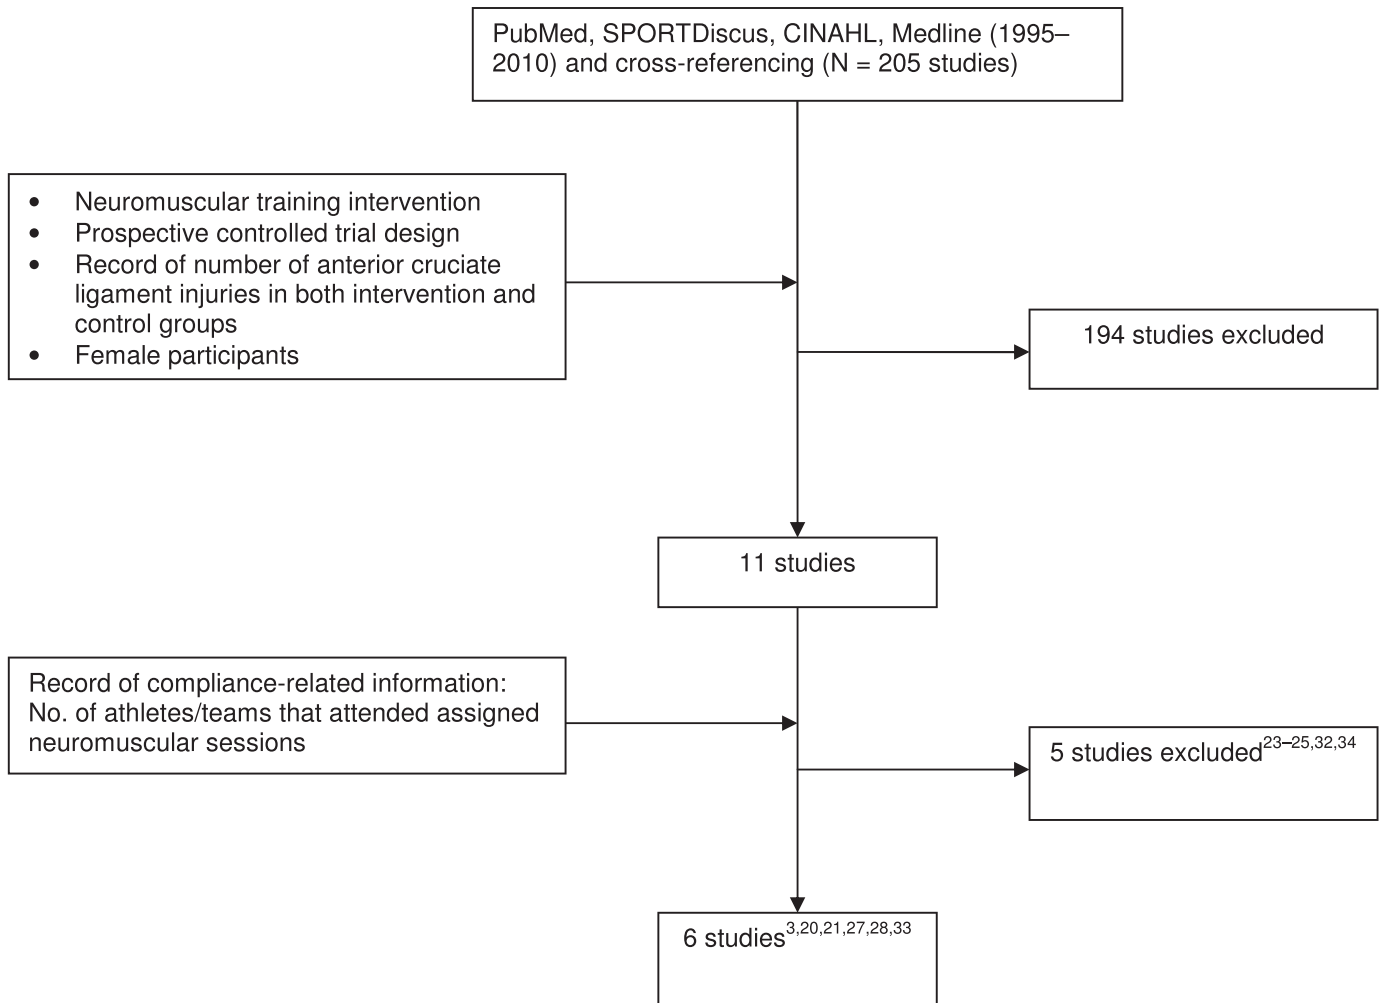 PubMed, SPORTDiscus, CINAHL, Medline (1995–
2010) and cross-referencing (N = 205 studies)
• Neuromuscular training intervention
• Prospective controlled trial design
• Record of number of anterior cruciate
ligament injuries in both intervention and
control groups
• Female participants
194 studies excluded
11 studies
Record of compliance-related information:
No. of athletes/teams that attended assigned
neuromuscular sessions
5 studies excluded23–25,32,34
6 studies3,20,21,27,28,33